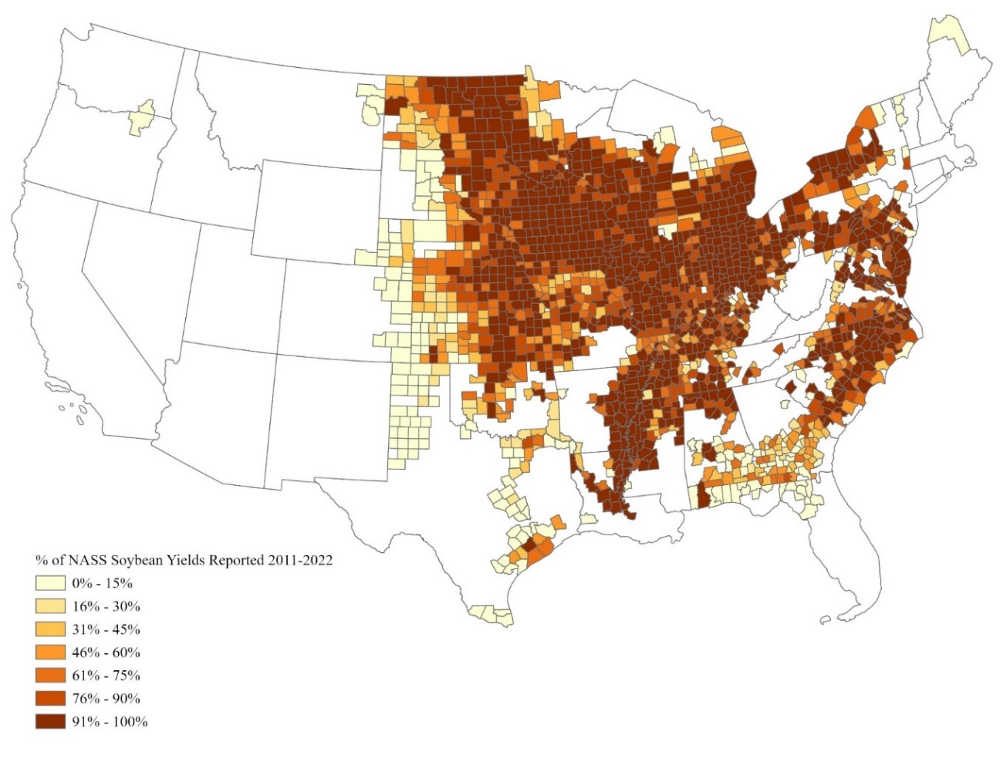 % of NASS Soybean Yields Reported 2011-2022
0% - 15%
16% - 30%
31% - 45%
46% - 60%
61% - 75%
76% - 90%
91% - 100%